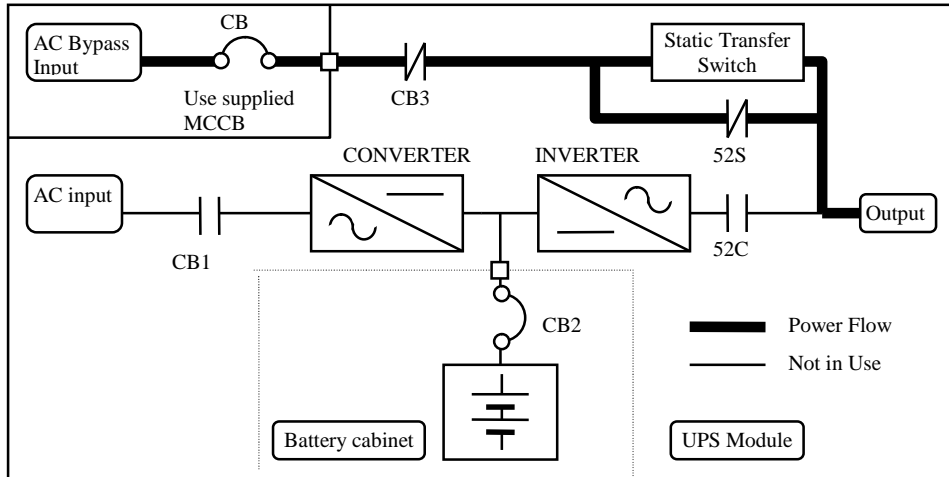 AC Bypass
Input
CB
Use supplied
MCCB
CB3
Static Transfer
Switch
52S
CONVERTER
INVERTER
AC input
CB1
52C
Output
CB2
Power Flow
Not in Use
Battery cabinet
UPS Module